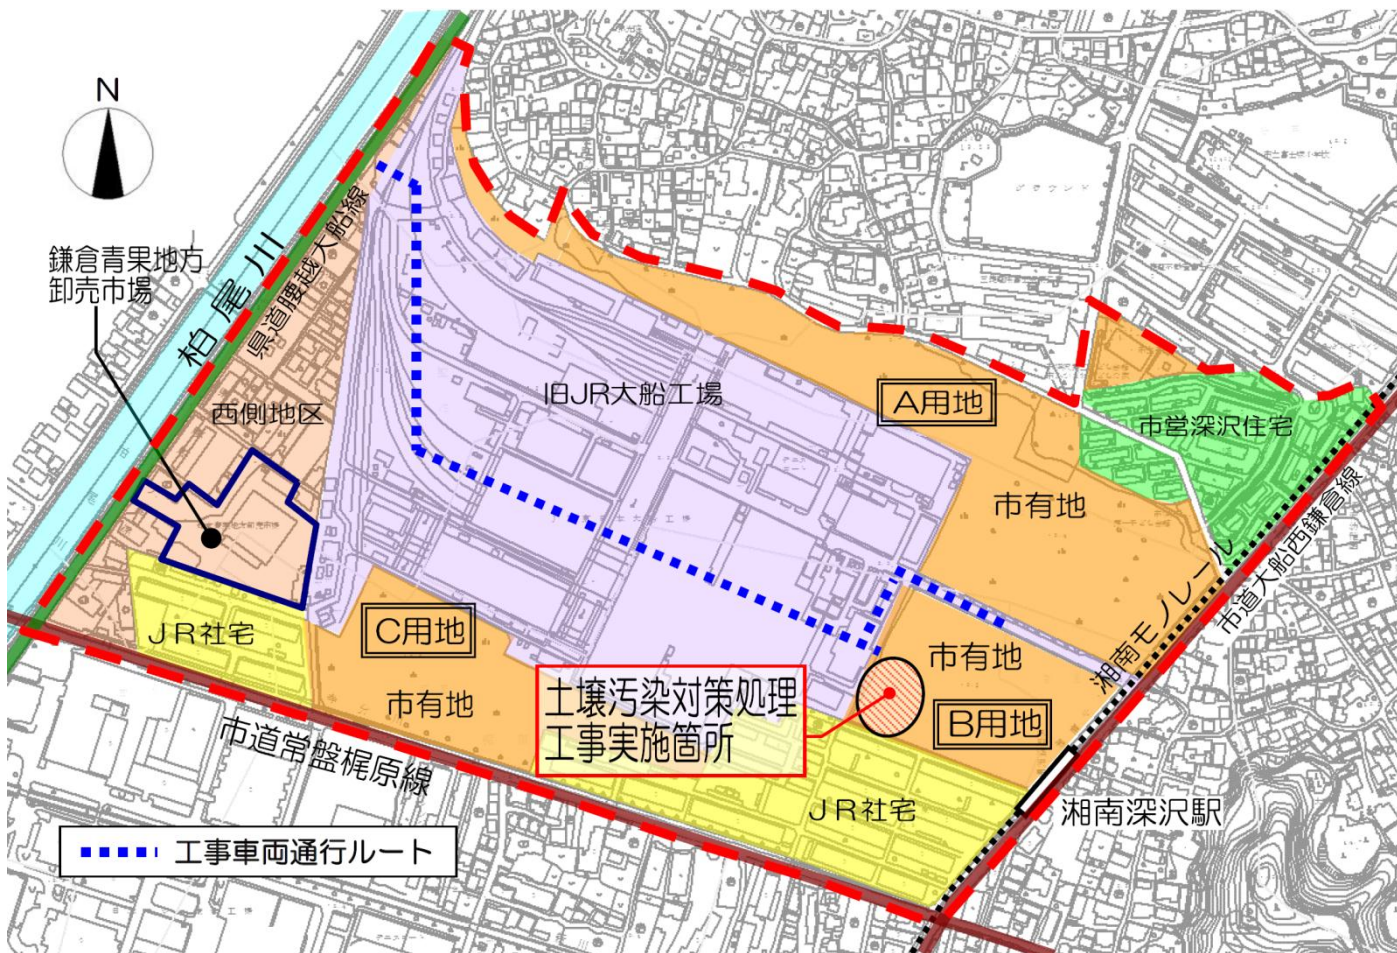 N
鎌倉青果地方
卸売市場
柏尾川
県道腰越大船線
西側地区
旧JR大船工場
A用地
市営深沢住宅
市有地
湘南モノレール
市道大船西鎌倉線
JR社宅
C用地
市有地
市有地
B用地
土壌汚染対策処理
工事実施箇所
市道常盤梶原線
JR社宅
湘南深沢駅
工事車両通行ルート
グラウンド